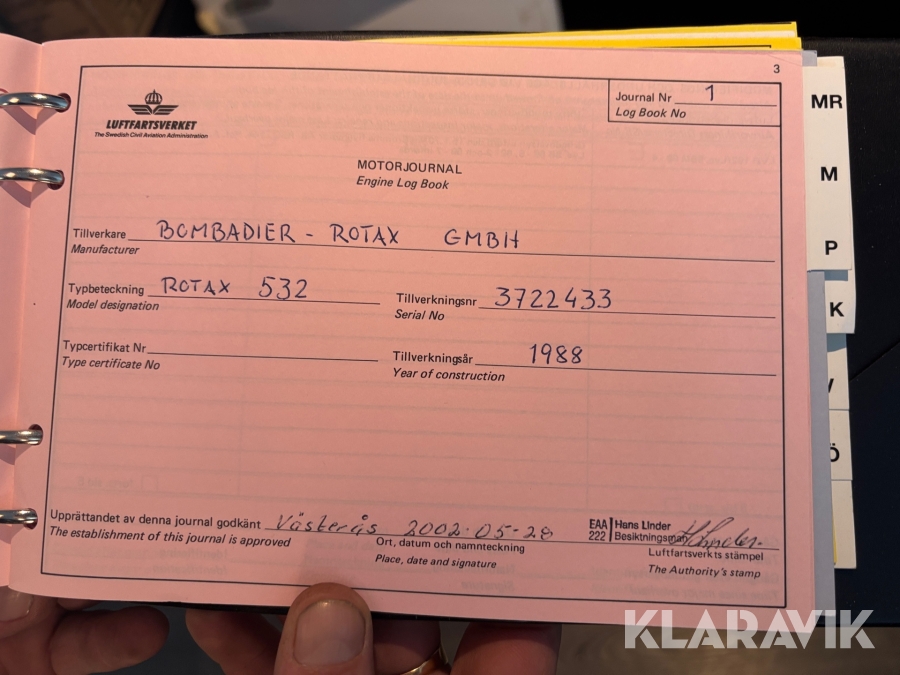 3
Journal Nr 1
Log Book No
LUFTFARTSVERKET
The Swedish Civil Aviation Administration
MOTORJOURNAL
Engine Log Book
Tillverkare BOMBADIER - ROTAX GMBH
Manufacturer
Typbeteckning ROTAX 532
Model designation
Tillverkningsnr 3722433
Serial No
Typcertifikat Nr
Type certificate No
Tillverkningsår 1988
Year of construction
Upprättandet av denna journal godkänt Västerås 2002-05-28
The establishment of this journal is approved
Ort, datum och namnteckning
Place, date and signature
EAA Hans Linder
222 Besiktningsman
Luftfartsverkts stämpel
The Authority's stamp
MR
M
P
K
V
Ö
KLARAVIK